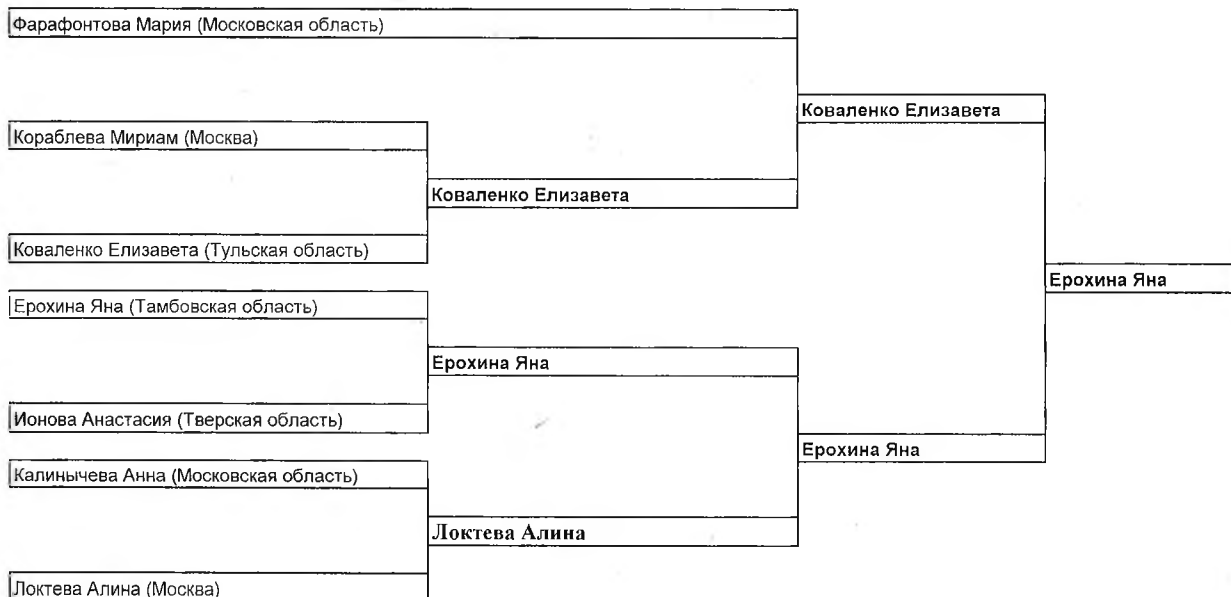 Фарафонтова Мария (Московская область)
Коваленко Елизавета
Кораблева Мириам (Москва)
Коваленко Елизавета
Коваленко Елизавета (Тульская область)
Ерохина Яна
Ерохина Яна (Тамбовская область)
Ерохина Яна
Ионова Анастасия (Тверская область)
Ерохина Яна
Калинычева Анна (Московская область)
Локтева Алина
Локтева Алина (Москва)